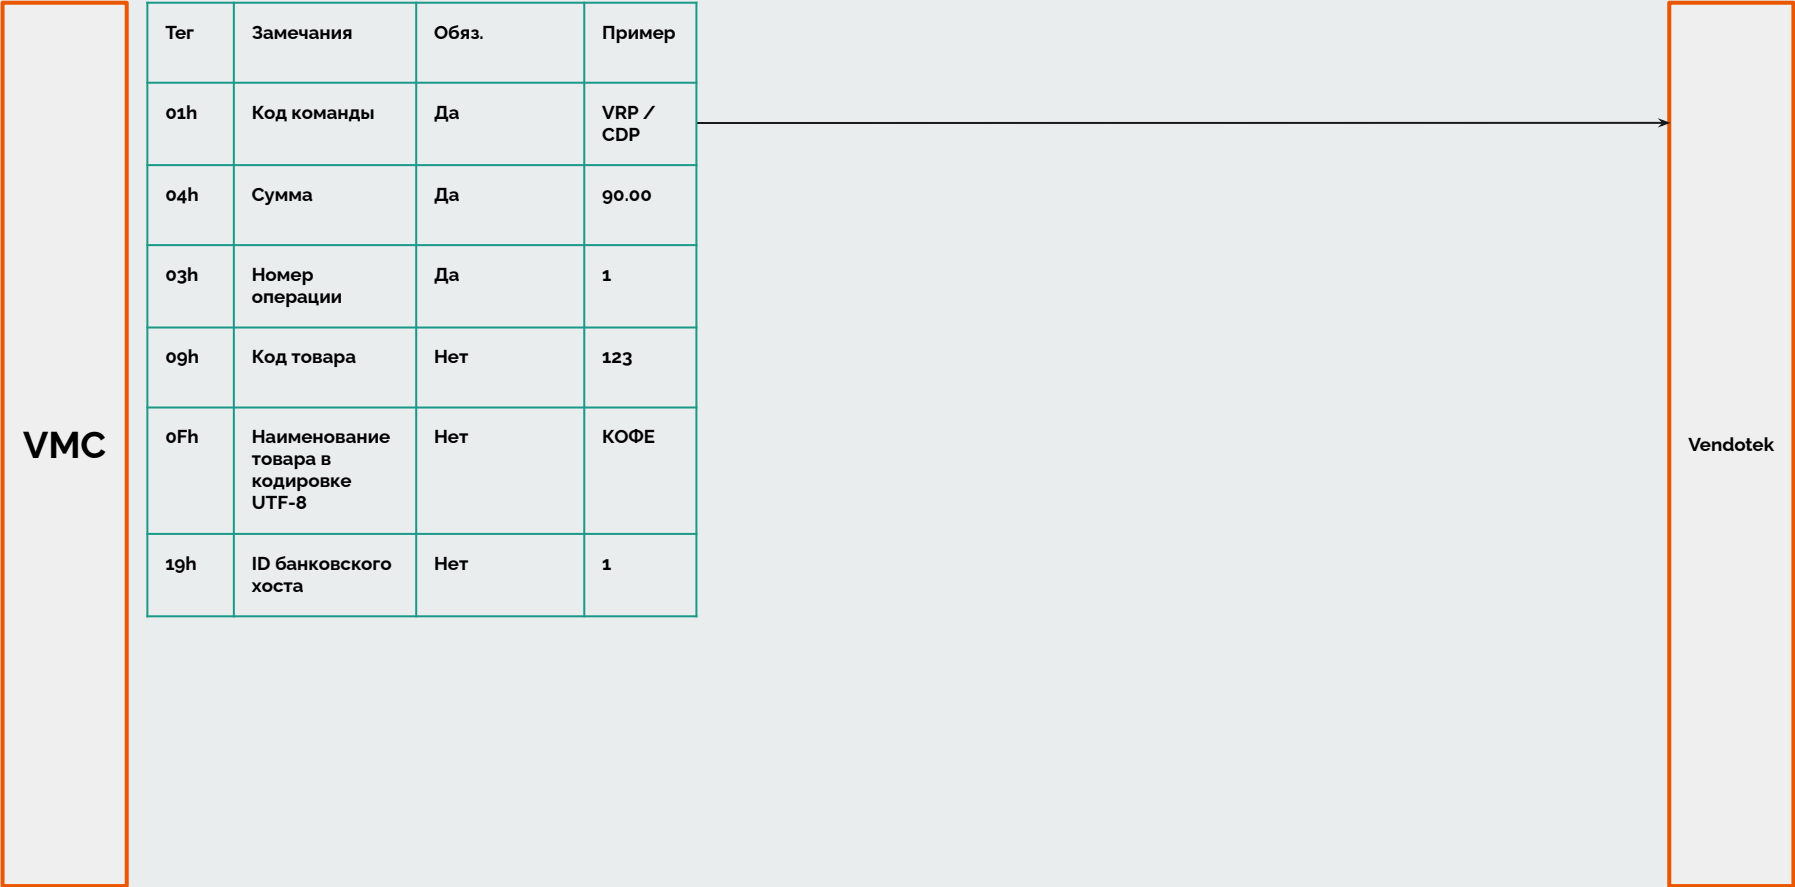 Тег Замечания Обяз. Пример
01h Код команды Да VRP /
CDP
04h Сумма Да 90.00
03h Номер Да 1
операции
09h Код товара Нет 123
0Fh Наименование Нет КОФЕ
товара в
кодировке
UTF-8
19h ID банковского Нет 1
хоста
VMC
Vendotek